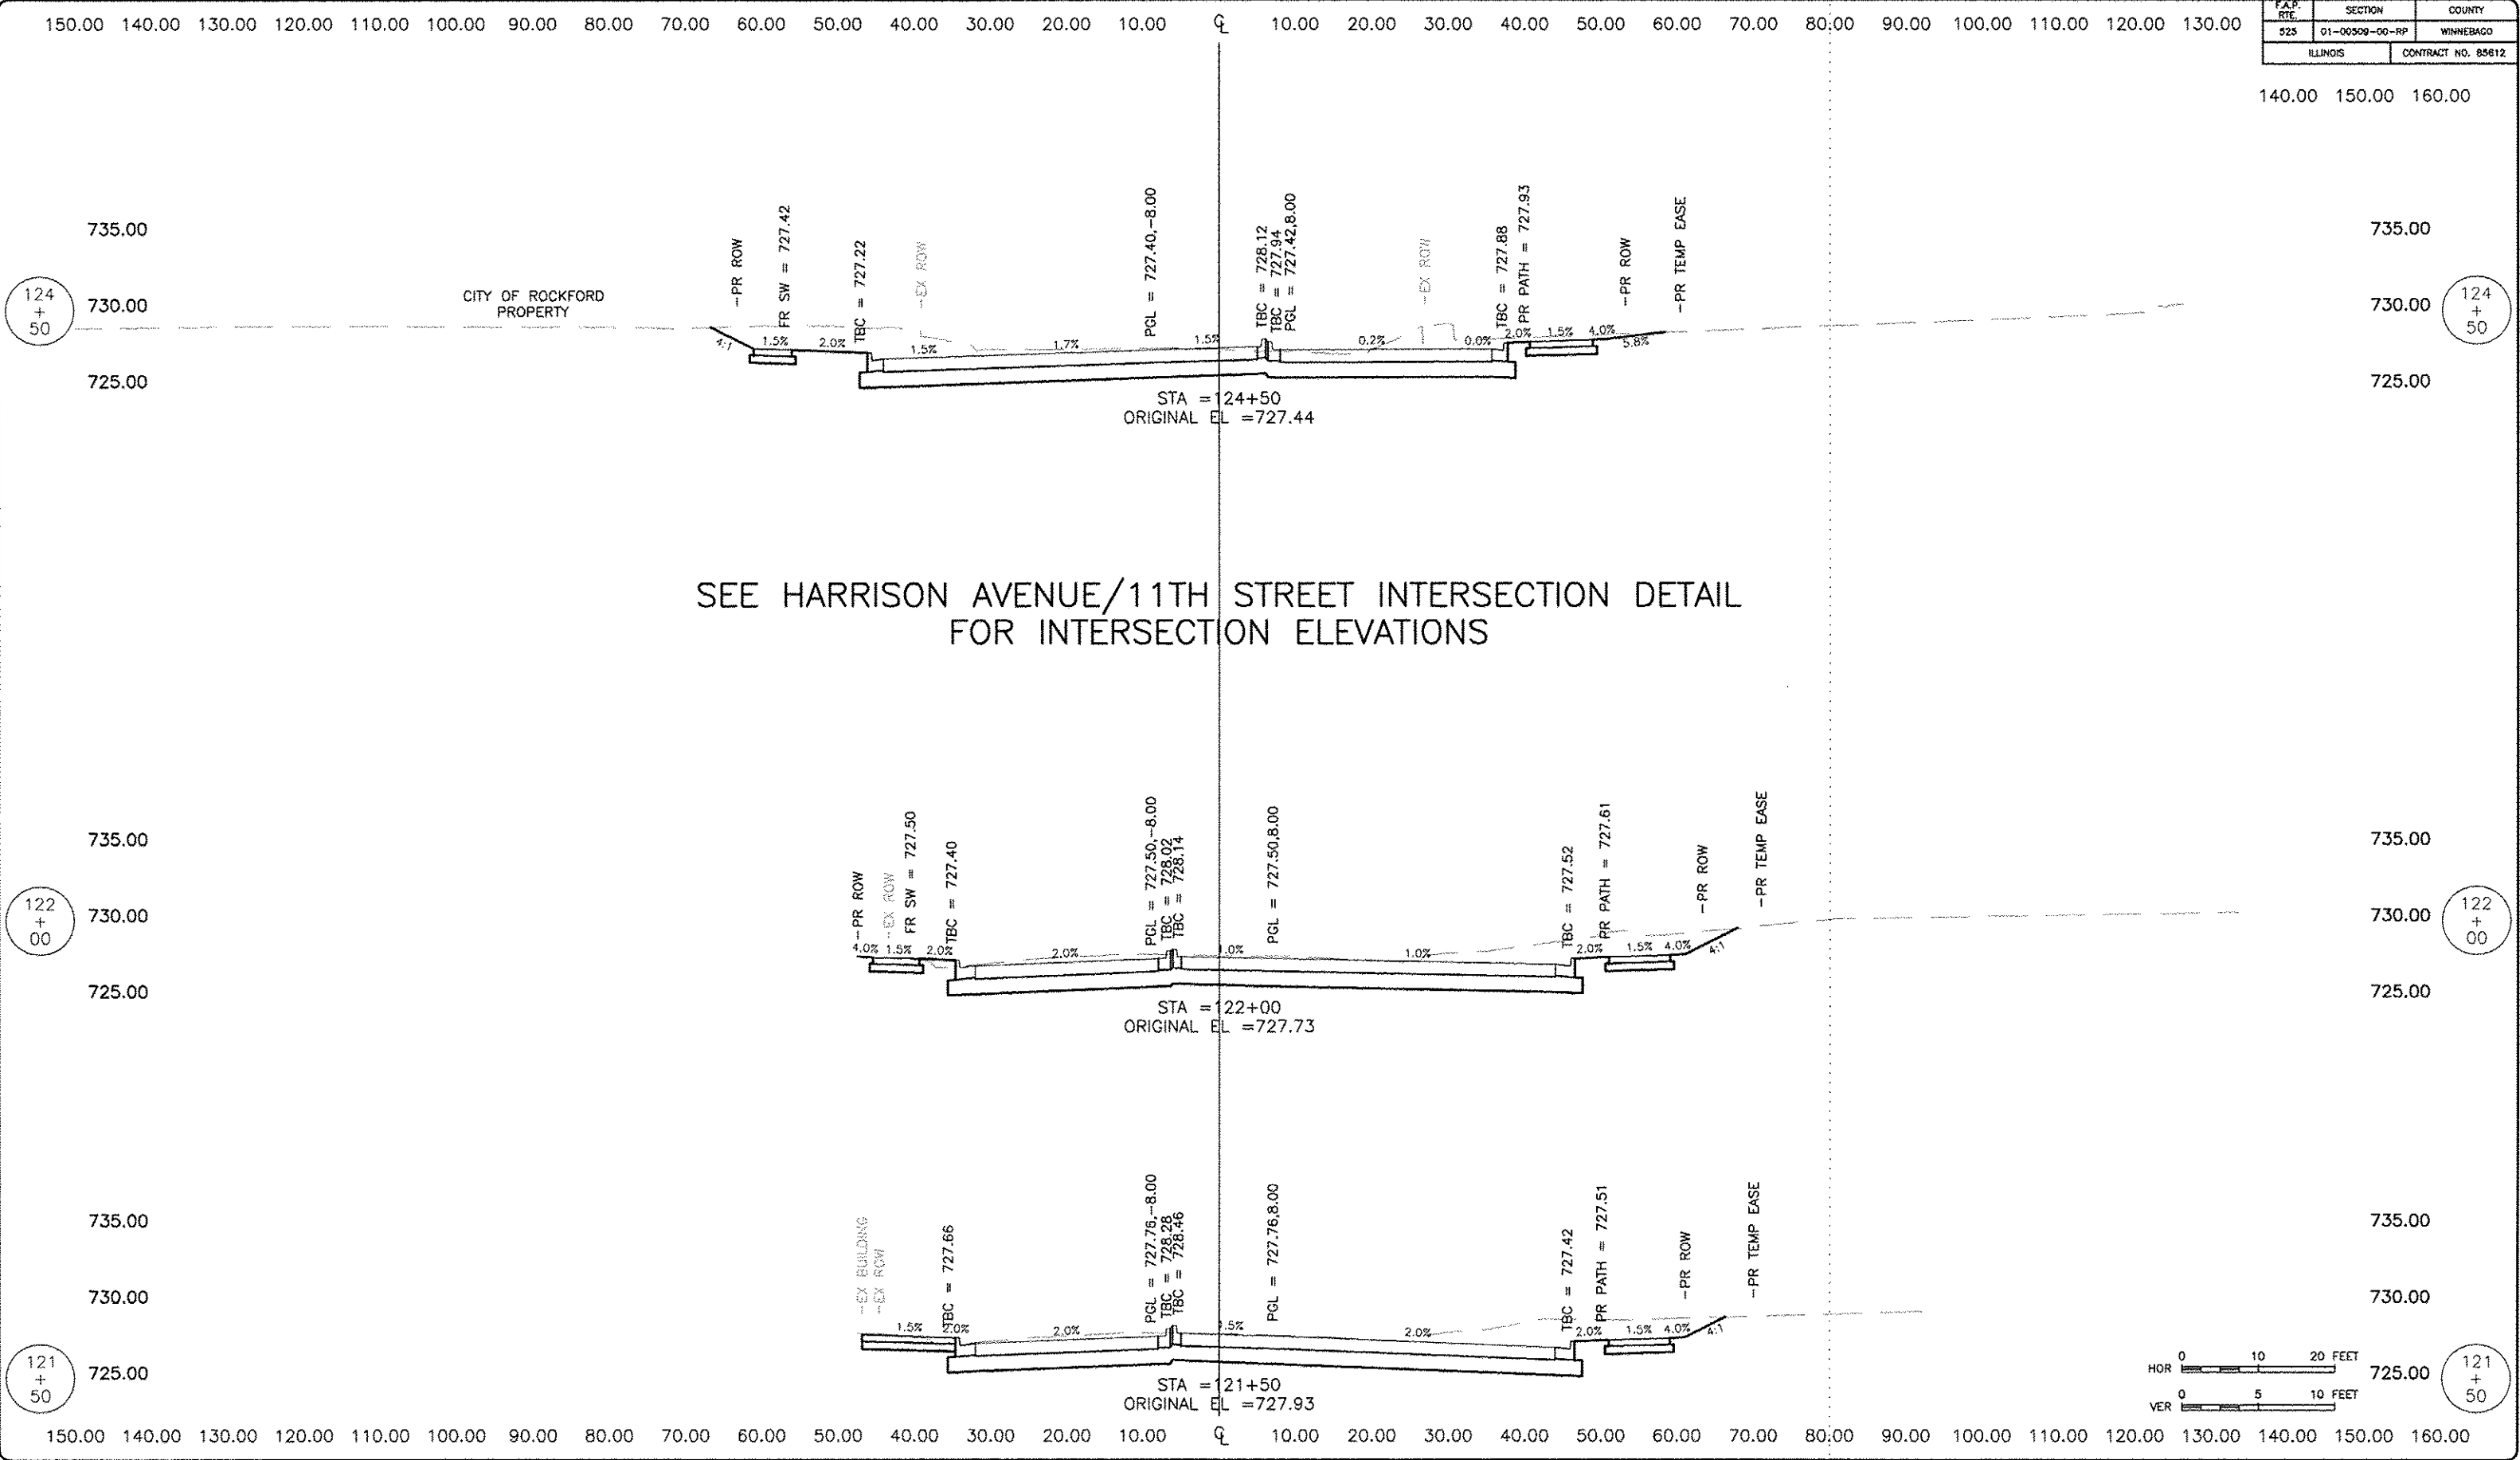 150.00 140.00 130.00 120.00 110.00 100.00 90.00 80.00 70.00 60.00 50.00 40.00 30.00 20.00 10.00 ℄ 10.00 20.00 30.00 40.00 50.00 60.00 70.00 80.00 90.00 100.00 110.00 120.00 130.00
F.A.P. RTE. SECTION COUNTY
525 01-00509-00-RP WINNEBAGO
ILLINOIS CONTRACT NO. 85612
140.00 150.00 160.00
735.00
730.00
725.00
124
+
50
CITY OF ROCKFORD
PROPERTY
-PR ROW
FR SW = 727.42
TBC = 727.22
-EX ROW
PGL = 727.40,-8.00
TBC = 728.12
TBC = 727.94
PGL = 727.42,8.00
-EX ROW
TBC = 727.88
PR PATH = 727.93
-PR ROW
-PR TEMP EASE
4:1 1.5% 2.0% 1.5% 1.7% 1.5% 0.2% 0.0% 2.0% 1.5% 4.0% 5.8%
STA =124+50
ORIGINAL EL =727.44
735.00
730.00
725.00
124
+
50
SEE HARRISON AVENUE/11TH STREET INTERSECTION DETAIL
FOR INTERSECTION ELEVATIONS
735.00
730.00
725.00
122
+
00
-PR ROW
-EX ROW
FR SW = 727.50
TBC = 727.40
PGL = 727.50,-8.00
TBC = 728.02
TBC = 728.14
PGL = 727.50,8.00
TBC = 727.52
PR PATH = 727.61
-PR ROW
-PR TEMP EASE
4.0% 1.5% 2.0% 2.0% 1.0% 1.0% 2.0% 1.5% 4.0% 4:1
STA =122+00
ORIGINAL EL =727.73
735.00
730.00
725.00
122
+
00
735.00
730.00
725.00
121
+
50
-EX BUILDING
-EX ROW
TBC = 727.66
PGL = 727.76,-8.00
TBC = 728.28
TBC = 728.46
PGL = 727.76,8.00
TBC = 727.42
PR PATH = 727.51
-PR ROW
-PR TEMP EASE
1.5% 2.0% 2.0% .5% 2.0% 2.0% 1.5% 4.0% 4:1
STA =121+50
ORIGINAL EL =727.93
735.00
730.00
725.00
121
+
50
HOR 0 10 20 FEET
VER 0 5 10 FEET
150.00 140.00 130.00 120.00 110.00 100.00 90.00 80.00 70.00 60.00 50.00 40.00 30.00 20.00 10.00 ℄ 10.00 20.00 30.00 40.00 50.00 60.00 70.00 80.00 90.00 100.00 110.00 120.00 130.00 140.00 150.00 160.00